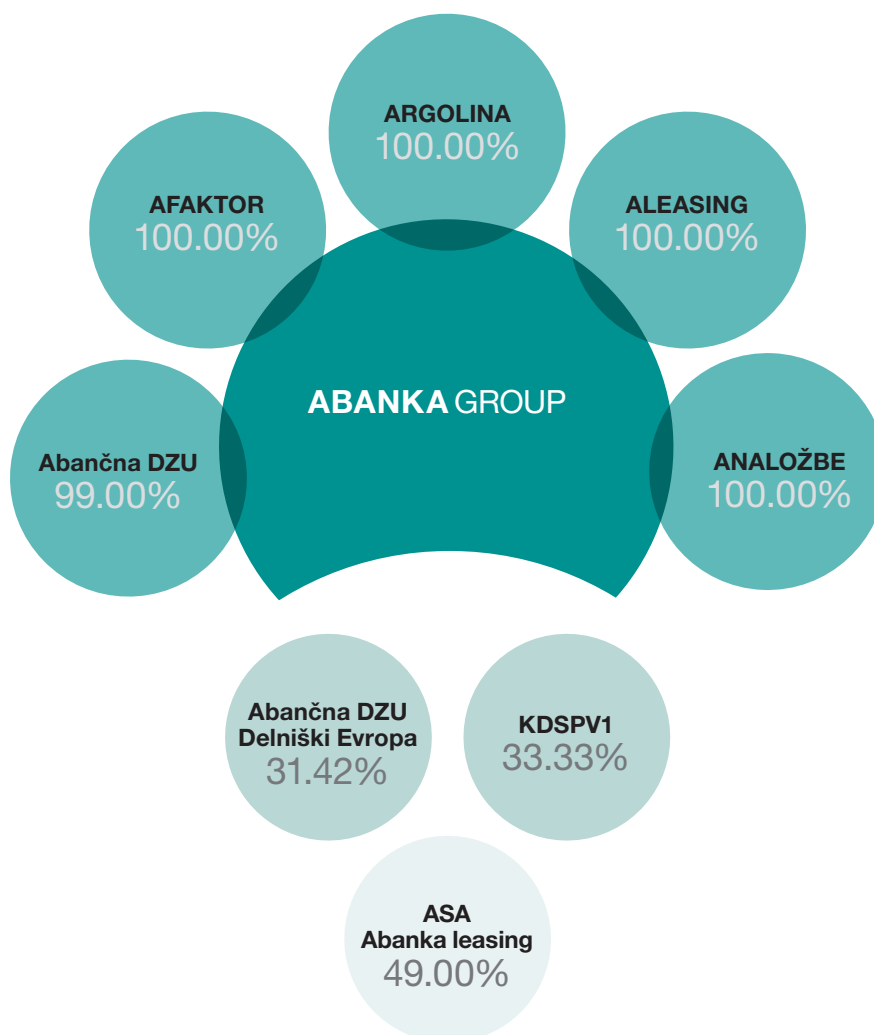 ARGOLINA
100.00%
AFAKTOR
100.00%
ALEASING
100.00%
ABANKA GROUP
Abančna DZU
99.00%
ANALOŽBE
100.00%
Abančna DZU
Delniški Evropa
31.42%
KDSPV1
33.33%
ASA
Abanka leasing
49.00%